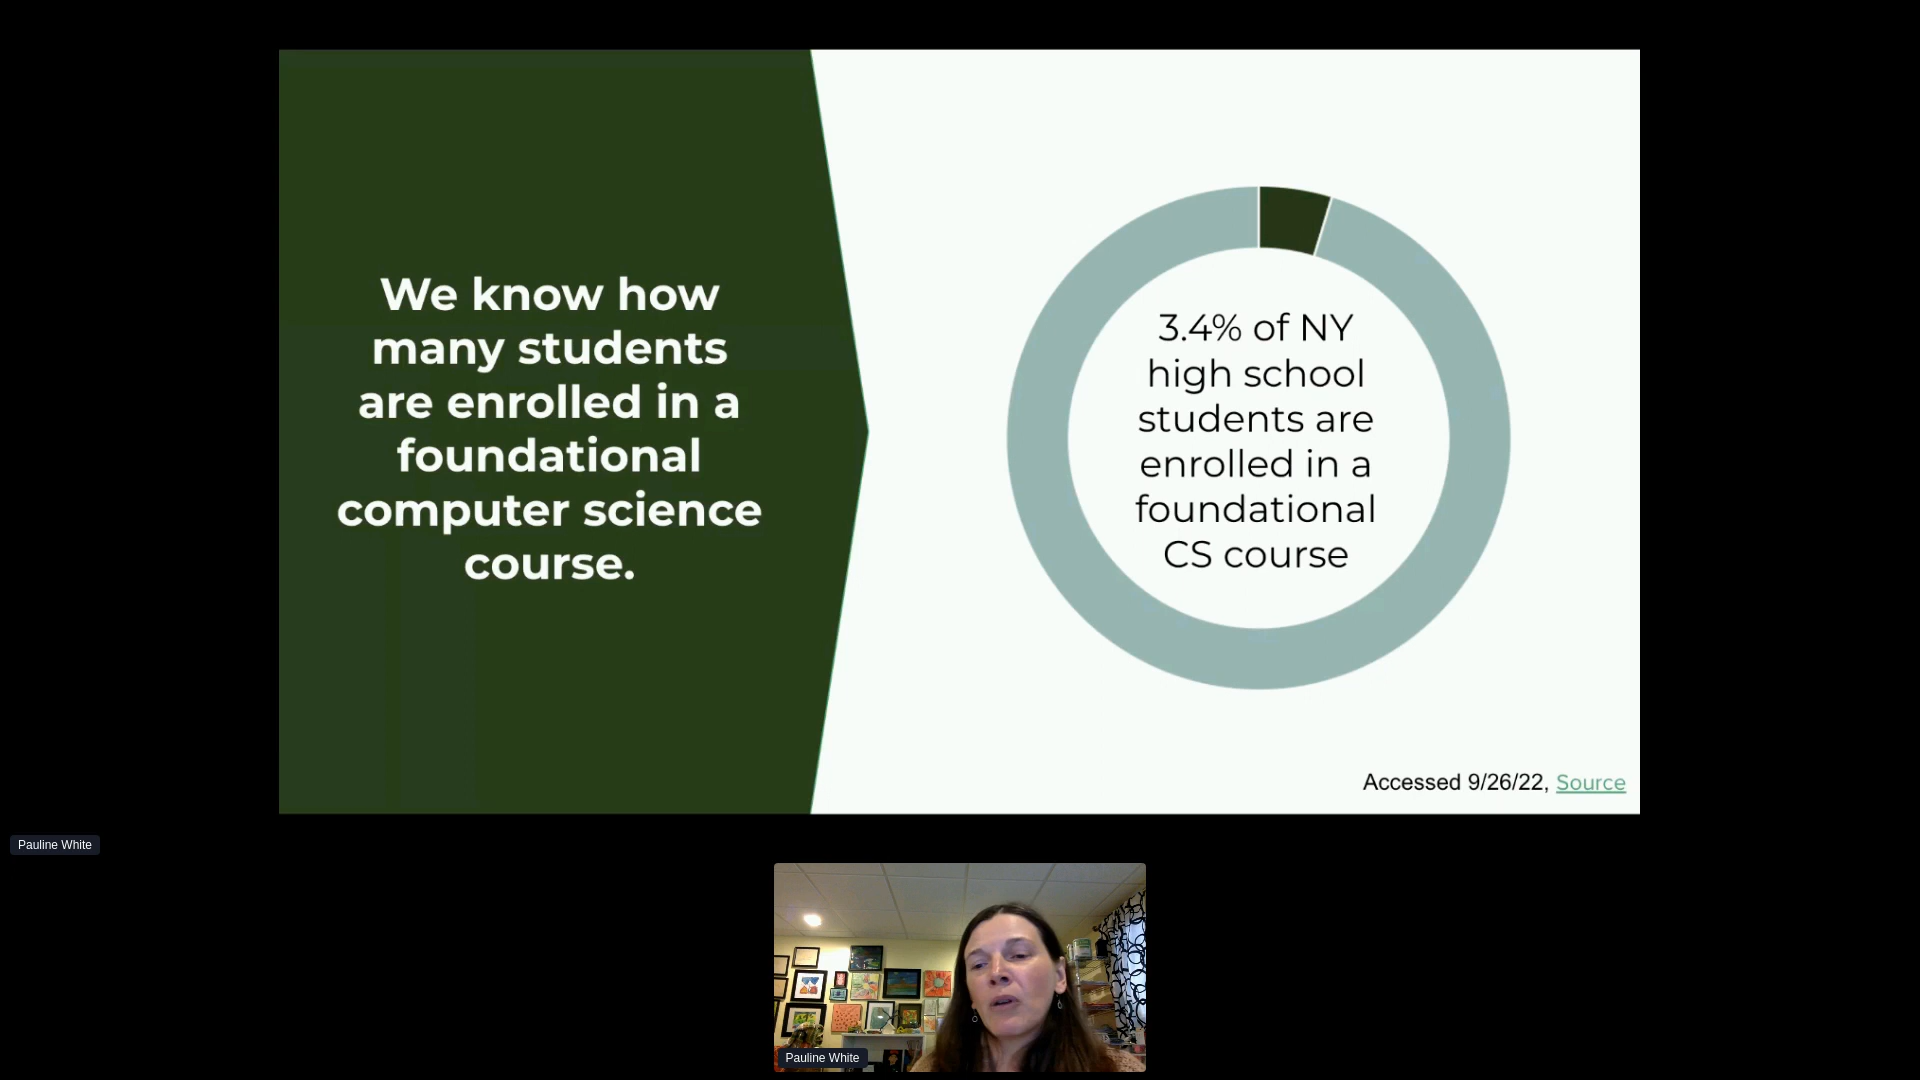 We know how
many students
are enrolled in a
foundational
computer science
course.
3.4% of NY
high school
students are
enrolled in a
foundational
CS course
Accessed 9/26/22, Source
Pauline White
Pauline White